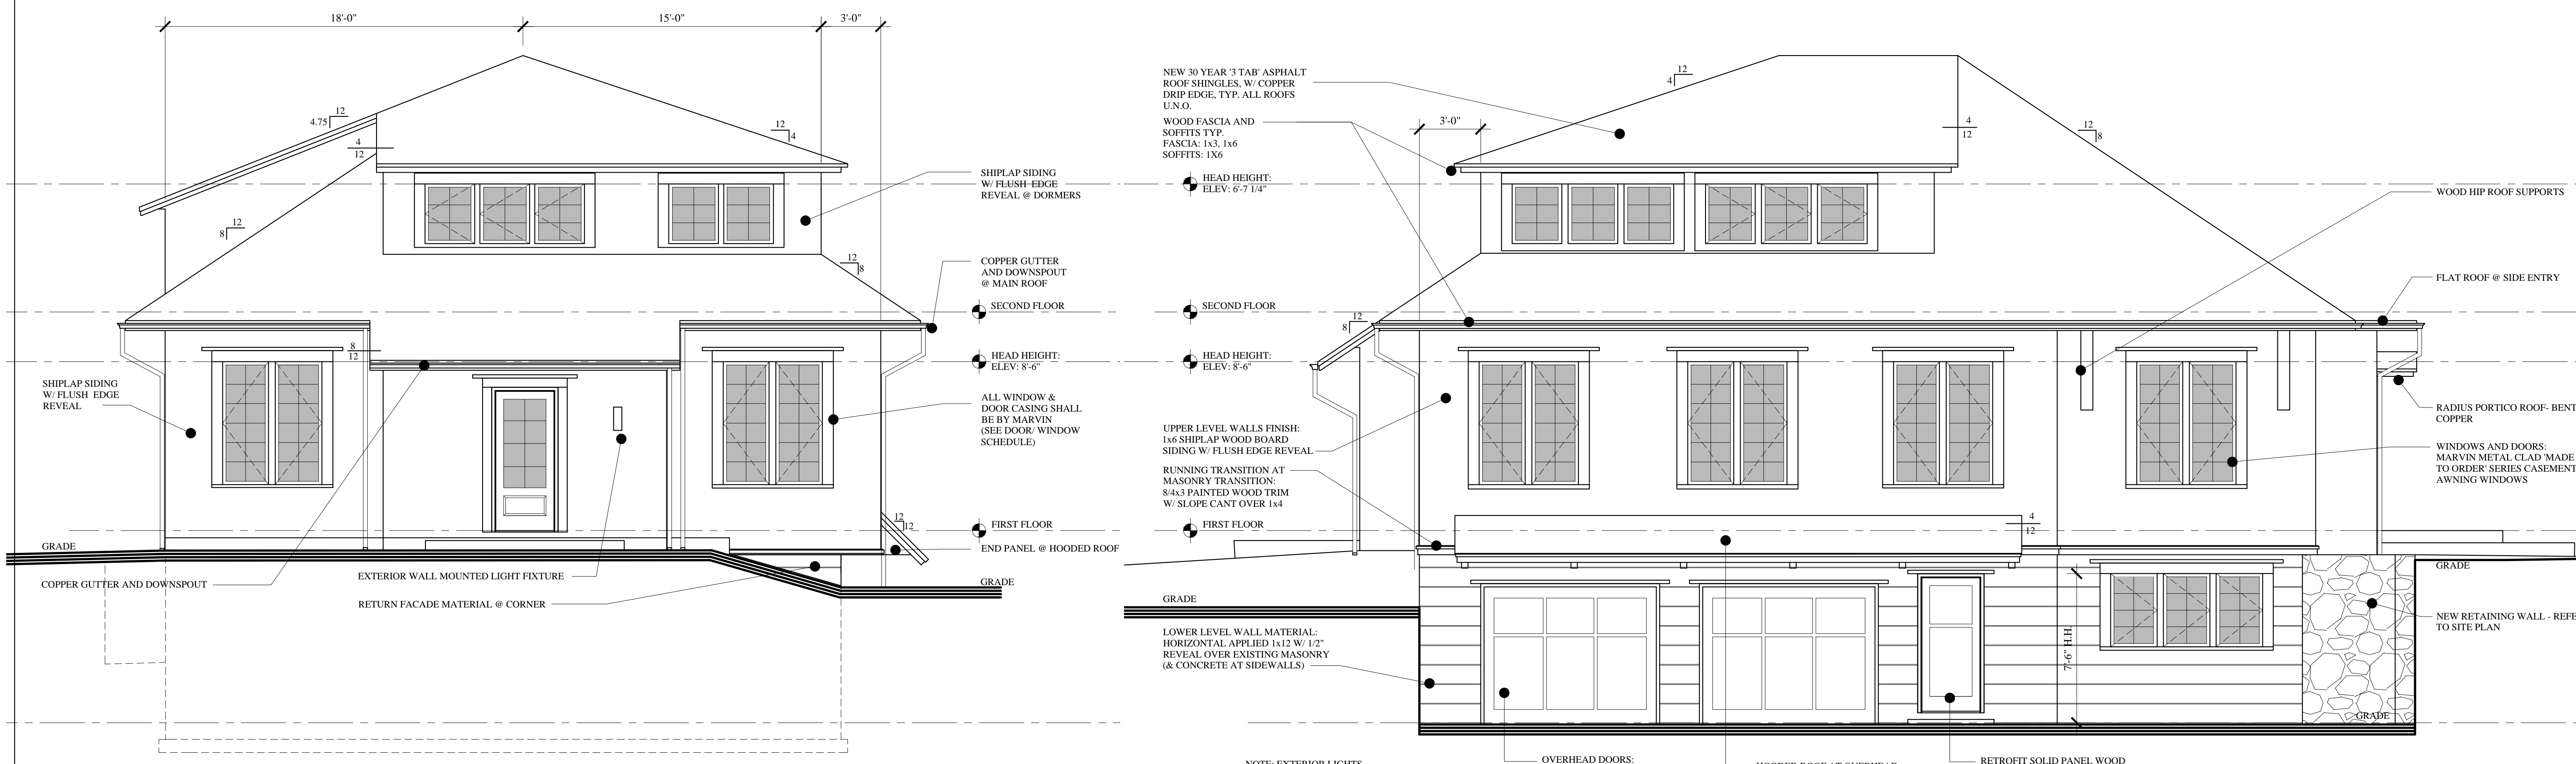 18'-0"
15'-0"
3'-0"
12
4.75
4
12
12
8
12
4
12
8
8
12
12
12
SHIPLAP SIDING
W/ FLUSH EDGE
REVEAL @ DORMERS
COPPER GUTTER
AND DOWNSPOUT
@ MAIN ROOF
SECOND FLOOR
HEAD HEIGHT:
ELEV: 8'-6"
SHIPLAP SIDING
W/ FLUSH EDGE
REVEAL
ALL WINDOW &
DOOR CASING SHALL
BE BY MARVIN
(SEE DOOR/ WINDOW
SCHEDULE)
FIRST FLOOR
GRADE
END PANEL @ HOODED ROOF
COPPER GUTTER AND DOWNSPOUT
EXTERIOR WALL MOUNTED LIGHT FIXTURE
GRADE
RETURN FACADE MATERIAL @ CORNER
NEW 30 YEAR '3 TAB' ASPHALT
ROOF SHINGLES, W/ COPPER
DRIP EDGE, TYP. ALL ROOFS
U.N.O.
WOOD FASCIA AND
SOFFITS TYP.
FASCIA: 1x3, 1x6
SOFFITS: 1X6
3'-0"
12
4
4
12
12
8
HEAD HEIGHT:
ELEV: 6'-7 1/4"
WOOD HIP ROOF SUPPORTS
FLAT ROOF @ SIDE ENTRY
SECOND FLOOR
12
8
HEAD HEIGHT:
ELEV: 8'-6"
RADIUS PORTICO ROOF- BENT
COPPER
UPPER LEVEL WALLS FINISH:
1x6 SHIPLAP WOOD BOARD
SIDING W/ FLUSH EDGE REVEAL
WINDOWS AND DOORS:
MARVIN METAL CLAD 'MADE
TO ORDER' SERIES CASEMENT
AWNING WINDOWS
RUNNING TRANSITION AT
MASONRY TRANSITION:
8/4x3 PAINTED WOOD TRIM
W/ SLOPE CANT OVER 1x4
FIRST FLOOR
4
12
GRADE
GRADE
LOWER LEVEL WALL MATERIAL:
HORIZONTAL APPLIED 1x12 W/ 1/2"
REVEAL OVER EXISTING MASONRY
(& CONCRETE AT SIDEWALLS)
7'-6" H.H.
NEW RETAINING WALL - REFE
TO SITE PLAN
GRADE
NOTE: EXTERIOR LIGHTS
OVERHEAD DOORS:
HOODED ROOF AT OVERHEAD
RETROFIT SOLID PANEL WOOD